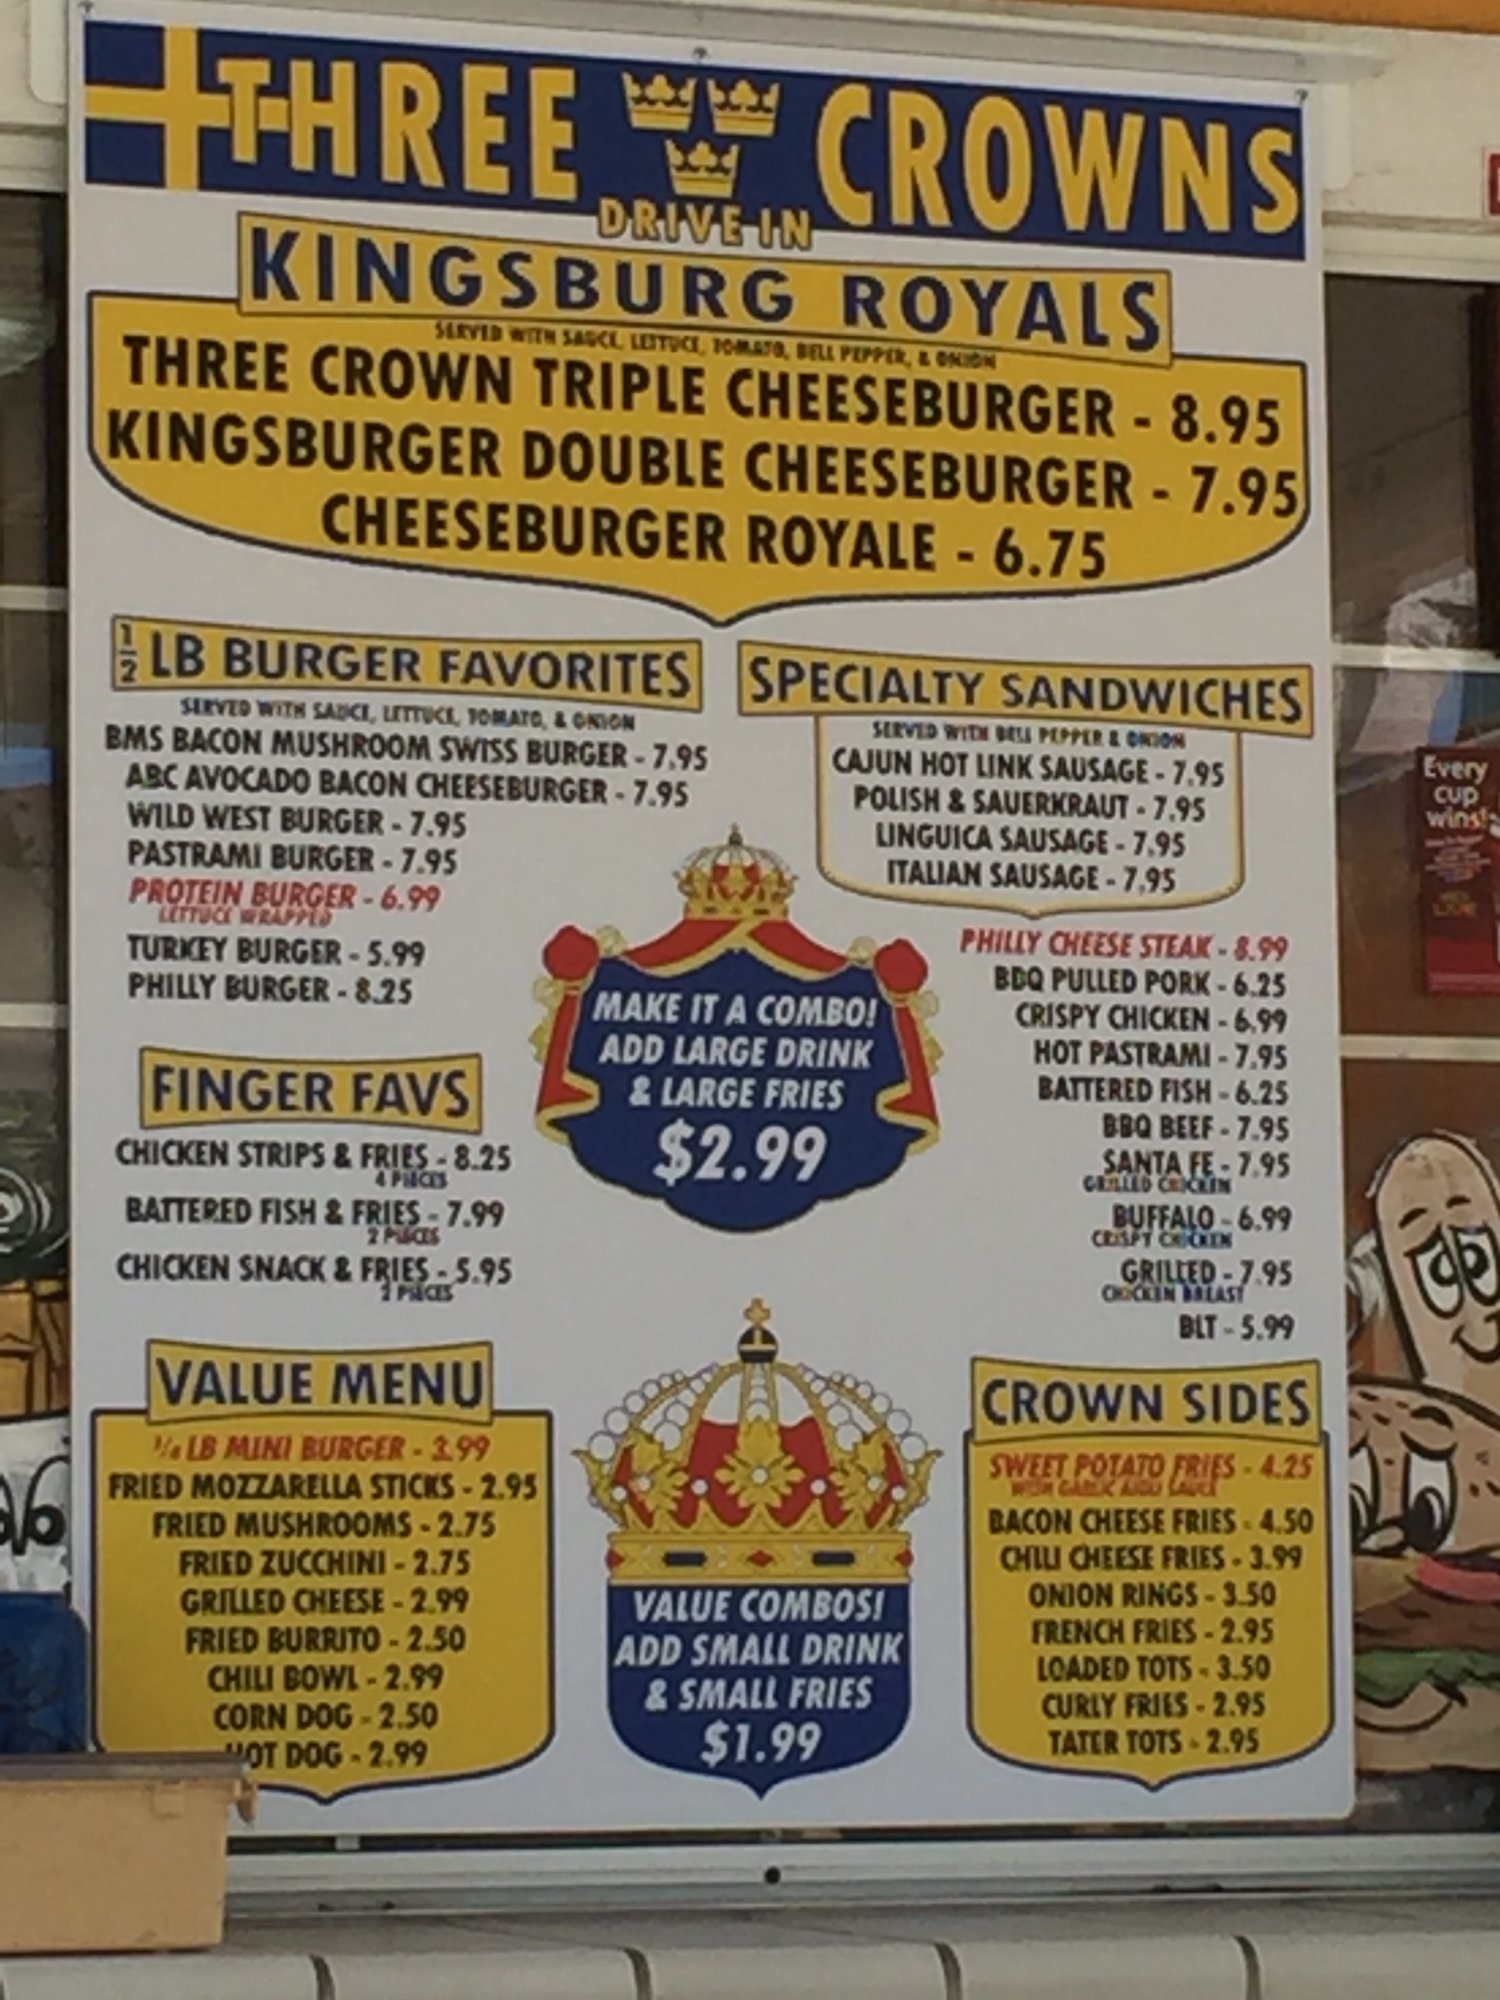 THREE CROWNS
DRIVE IN
KINGSBURG ROYALS
SERVED WITH SAUCE, LETTUCE, TOMATO, BELL PEPPER, & ONION
THREE CROWN TRIPLE CHEESEBURGER - 8.95
KINGSBURGER DOUBLE CHEESEBURGER - 7.95
CHEESEBURGER ROYALE - 6.75
1/2 LB BURGER FAVORITES
SERVED WITH SAUCE, LETTUCE, TOMATO, & ONION
BMS BACON MUSHROOM SWISS BURGER - 7.95
ABC AVOCADO BACON CHEESEBURGER - 7.95
WILD WEST BURGER - 7.95
PASTRAMI BURGER - 7.95
PROTEIN BURGER - 6.99
LETTUCE WRAPPED
TURKEY BURGER - 5.99
PHILLY BURGER - 8.25
SPECIALTY SANDWICHES
SERVED WITH BELL PEPPER & ONION
CAJUN HOT LINK SAUSAGE - 7.95
POLISH & SAUERKRAUT - 7.95
LINGUICA SAUSAGE - 7.95
ITALIAN SAUSAGE - 7.95
PHILLY CHEESE STEAK - 8.99
BBQ PULLED PORK - 6.25
CRISPY CHICKEN - 6.99
HOT PASTRAMI - 7.95
BATTERED FISH - 6.25
BBQ BEEF - 7.95
SANTA FE - 7.95
GRILLED CHICKEN
BUFFALO - 6.99
CRISPY CHICKEN
GRILLED - 7.95
CHICKEN BREAST
BLT - 5.99
MAKE IT A COMBO!
ADD LARGE DRINK
& LARGE FRIES
$2.99
FINGER FAVS
CHICKEN STRIPS & FRIES - 8.25
4 PIECES
BATTERED FISH & FRIES - 7.99
2 PIECES
CHICKEN SNACK & FRIES - 5.95
2 PIECES
VALUE MENU
1/4 LB MINI BURGER - 3.99
FRIED MOZZARELLA STICKS - 2.95
FRIED MUSHROOMS - 2.75
FRIED ZUCCHINI - 2.75
GRILLED CHEESE - 2.99
FRIED BURRITO - 2.50
CHILI BOWL - 2.99
CORN DOG - 2.50
HOT DOG - 2.99
VALUE COMBOS!
ADD SMALL DRINK
& SMALL FRIES
$1.99
CROWN SIDES
SWEET POTATO FRIES - 4.25
WITH GARLIC AIOLI SAUCE
BACON CHEESE FRIES - 4.50
CHILI CHEESE FRIES - 3.99
ONION RINGS - 3.50
FRENCH FRIES - 2.95
LOADED TOTS - 3.50
CURLY FRIES - 2.95
TATER TOTS - 2.95
Every
cup
wins!